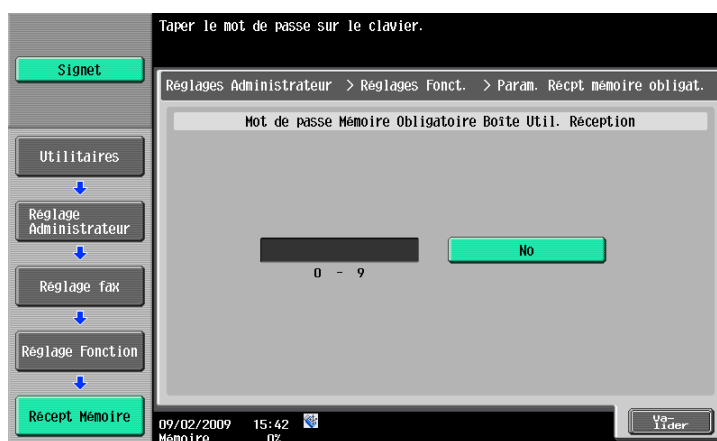 Taper le mot de passe sur le clavier.
Signet
Réglages Administrateur > Réglages Fonct. > Param. Récpt mémoire obligat.
Mot de passe Mémoire Obligatoire Boîte Util. Réception
Utilitaires
Réglage
Administrateur
Réglage fax
Réglage Fonction
Récept Mémoire
No
0 - 9
09/02/2009 15:42
Mémoire 0%
Va-
lider